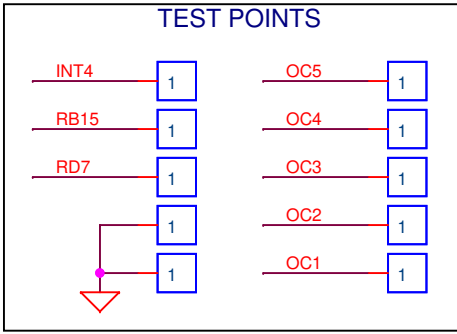 TEST POINTS
INT4 1 OC5 1
RB15 1 OC4 1
RD7 1 OC3 1
1 OC2 1
1 OC1 1